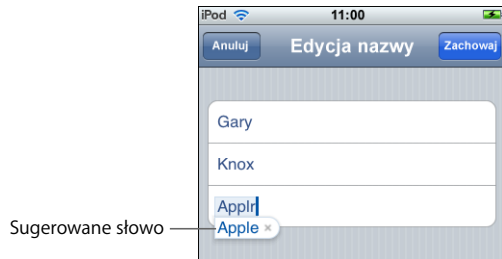 iPod 11:00
Anuluj Edycja nazwy Zachowaj
Gary
Knox
Applr
Sugerowane słowo Apple ×